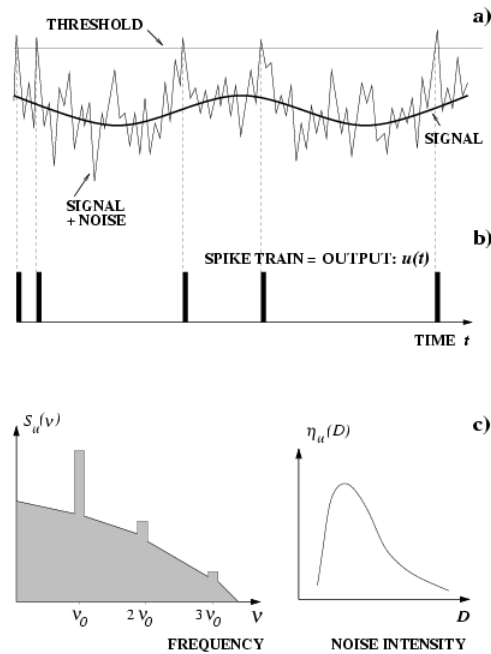 a)
THRESHOLD
SIGNAL
SIGNAL
+ NOISE
b)
SPIKE TRAIN = OUTPUT: u(t)
TIME t
c)
S_u(ν)
ν_0
2 ν_0
3 ν_0
ν
FREQUENCY
η_u(D)
D
NOISE INTENSITY